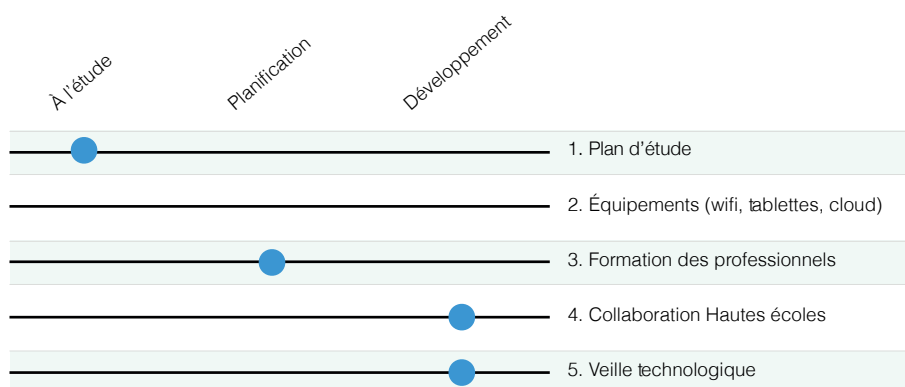 À l’étude
Planification
Développement
1. Plan d’étude
2. Équipements (wifi, tablettes, cloud)
3. Formation des professionnels
4. Collaboration Hautes écoles
5. Veille technologique